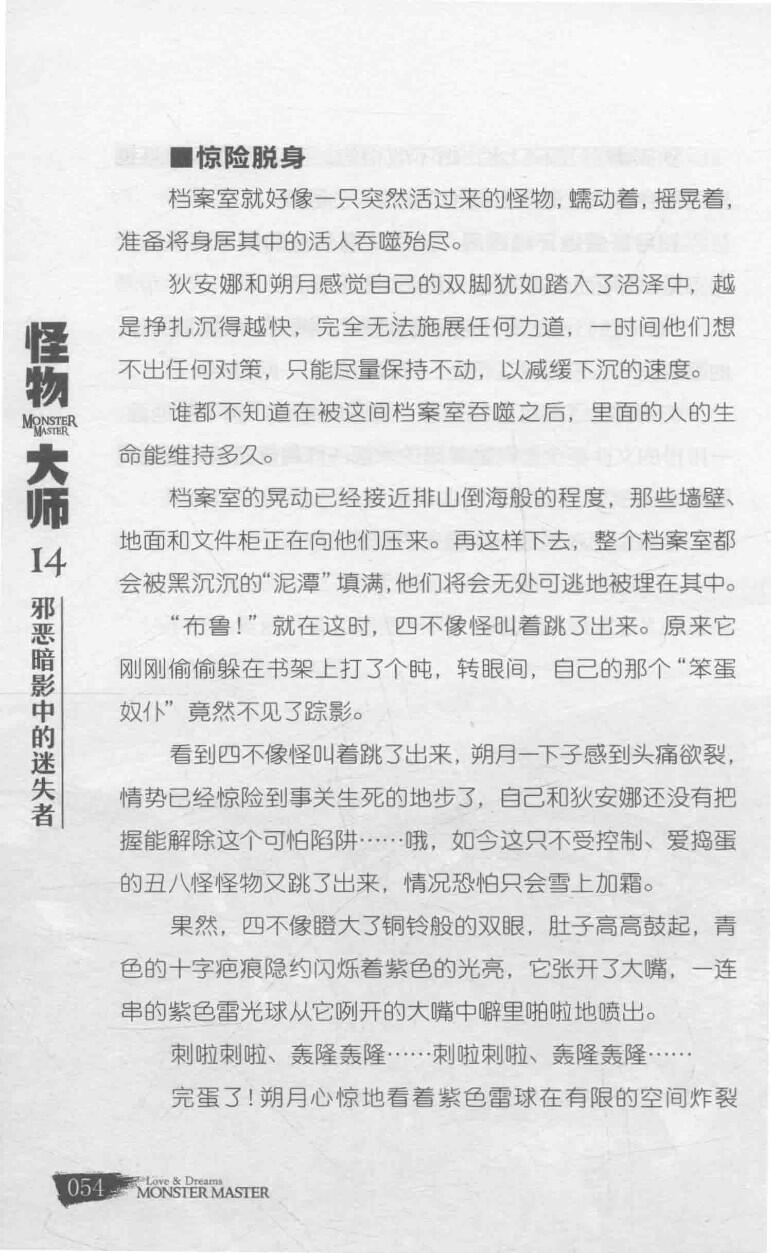 ■惊险脱身
档案室就好像一只突然活过来的怪物，蠕动着，摇晃着，
准备将身居其中的活人吞噬殆尽。
狄安娜和朔月感觉自己的双脚犹如踏入了沼泽中，越
是挣扎沉得越快，完全无法施展任何力道，一时间他们想
不出任何对策，只能尽量保持不动，以减缓下沉的速度。
谁都不知道在被这间档案室吞噬之后，里面的人的生
命能维持多久。
档案室的晃动已经接近排山倒海般的程度，那些墙壁、
地面和文件柜正在向他们压来。再这样下去，整个档案室都
会被黑沉沉的“泥潭”填满，他们将会无处可逃地被埋在其中。
“布鲁！”就在这时，四不像怪叫着跳了出来。原来它
刚刚偷偷躲在书架上打了个盹，转眼间，自己的那个“笨蛋
奴仆”竟然不见了踪影。
看到四不像怪叫着跳了出来，朔月一下子感到头痛欲裂，
情势已经惊险到事关生死的地步了，自己和狄安娜还没有把
握能解除这个可怕陷阱……哦，如今这只不受控制、爱捣蛋
的丑八怪怪物又跳了出来，情况恐怕只会雪上加霜。
果然，四不像瞪大了铜铃般的双眼，肚子高高鼓起，青
色的十字疤痕隐约闪烁着紫色的光亮，它张开了大嘴，一连
串的紫色雷光球从它咧开的大嘴中噼里啪啦地喷出。
刺啦刺啦、轰隆轰隆……刺啦刺啦、轰隆轰隆……
完蛋了！朔月心惊地看着紫色雷球在有限的空间炸裂
怪物
MONSTER
MASTER
大师
14
邪恶暗影中的迷失者
054
Love & Dreams
MONSTER MASTER